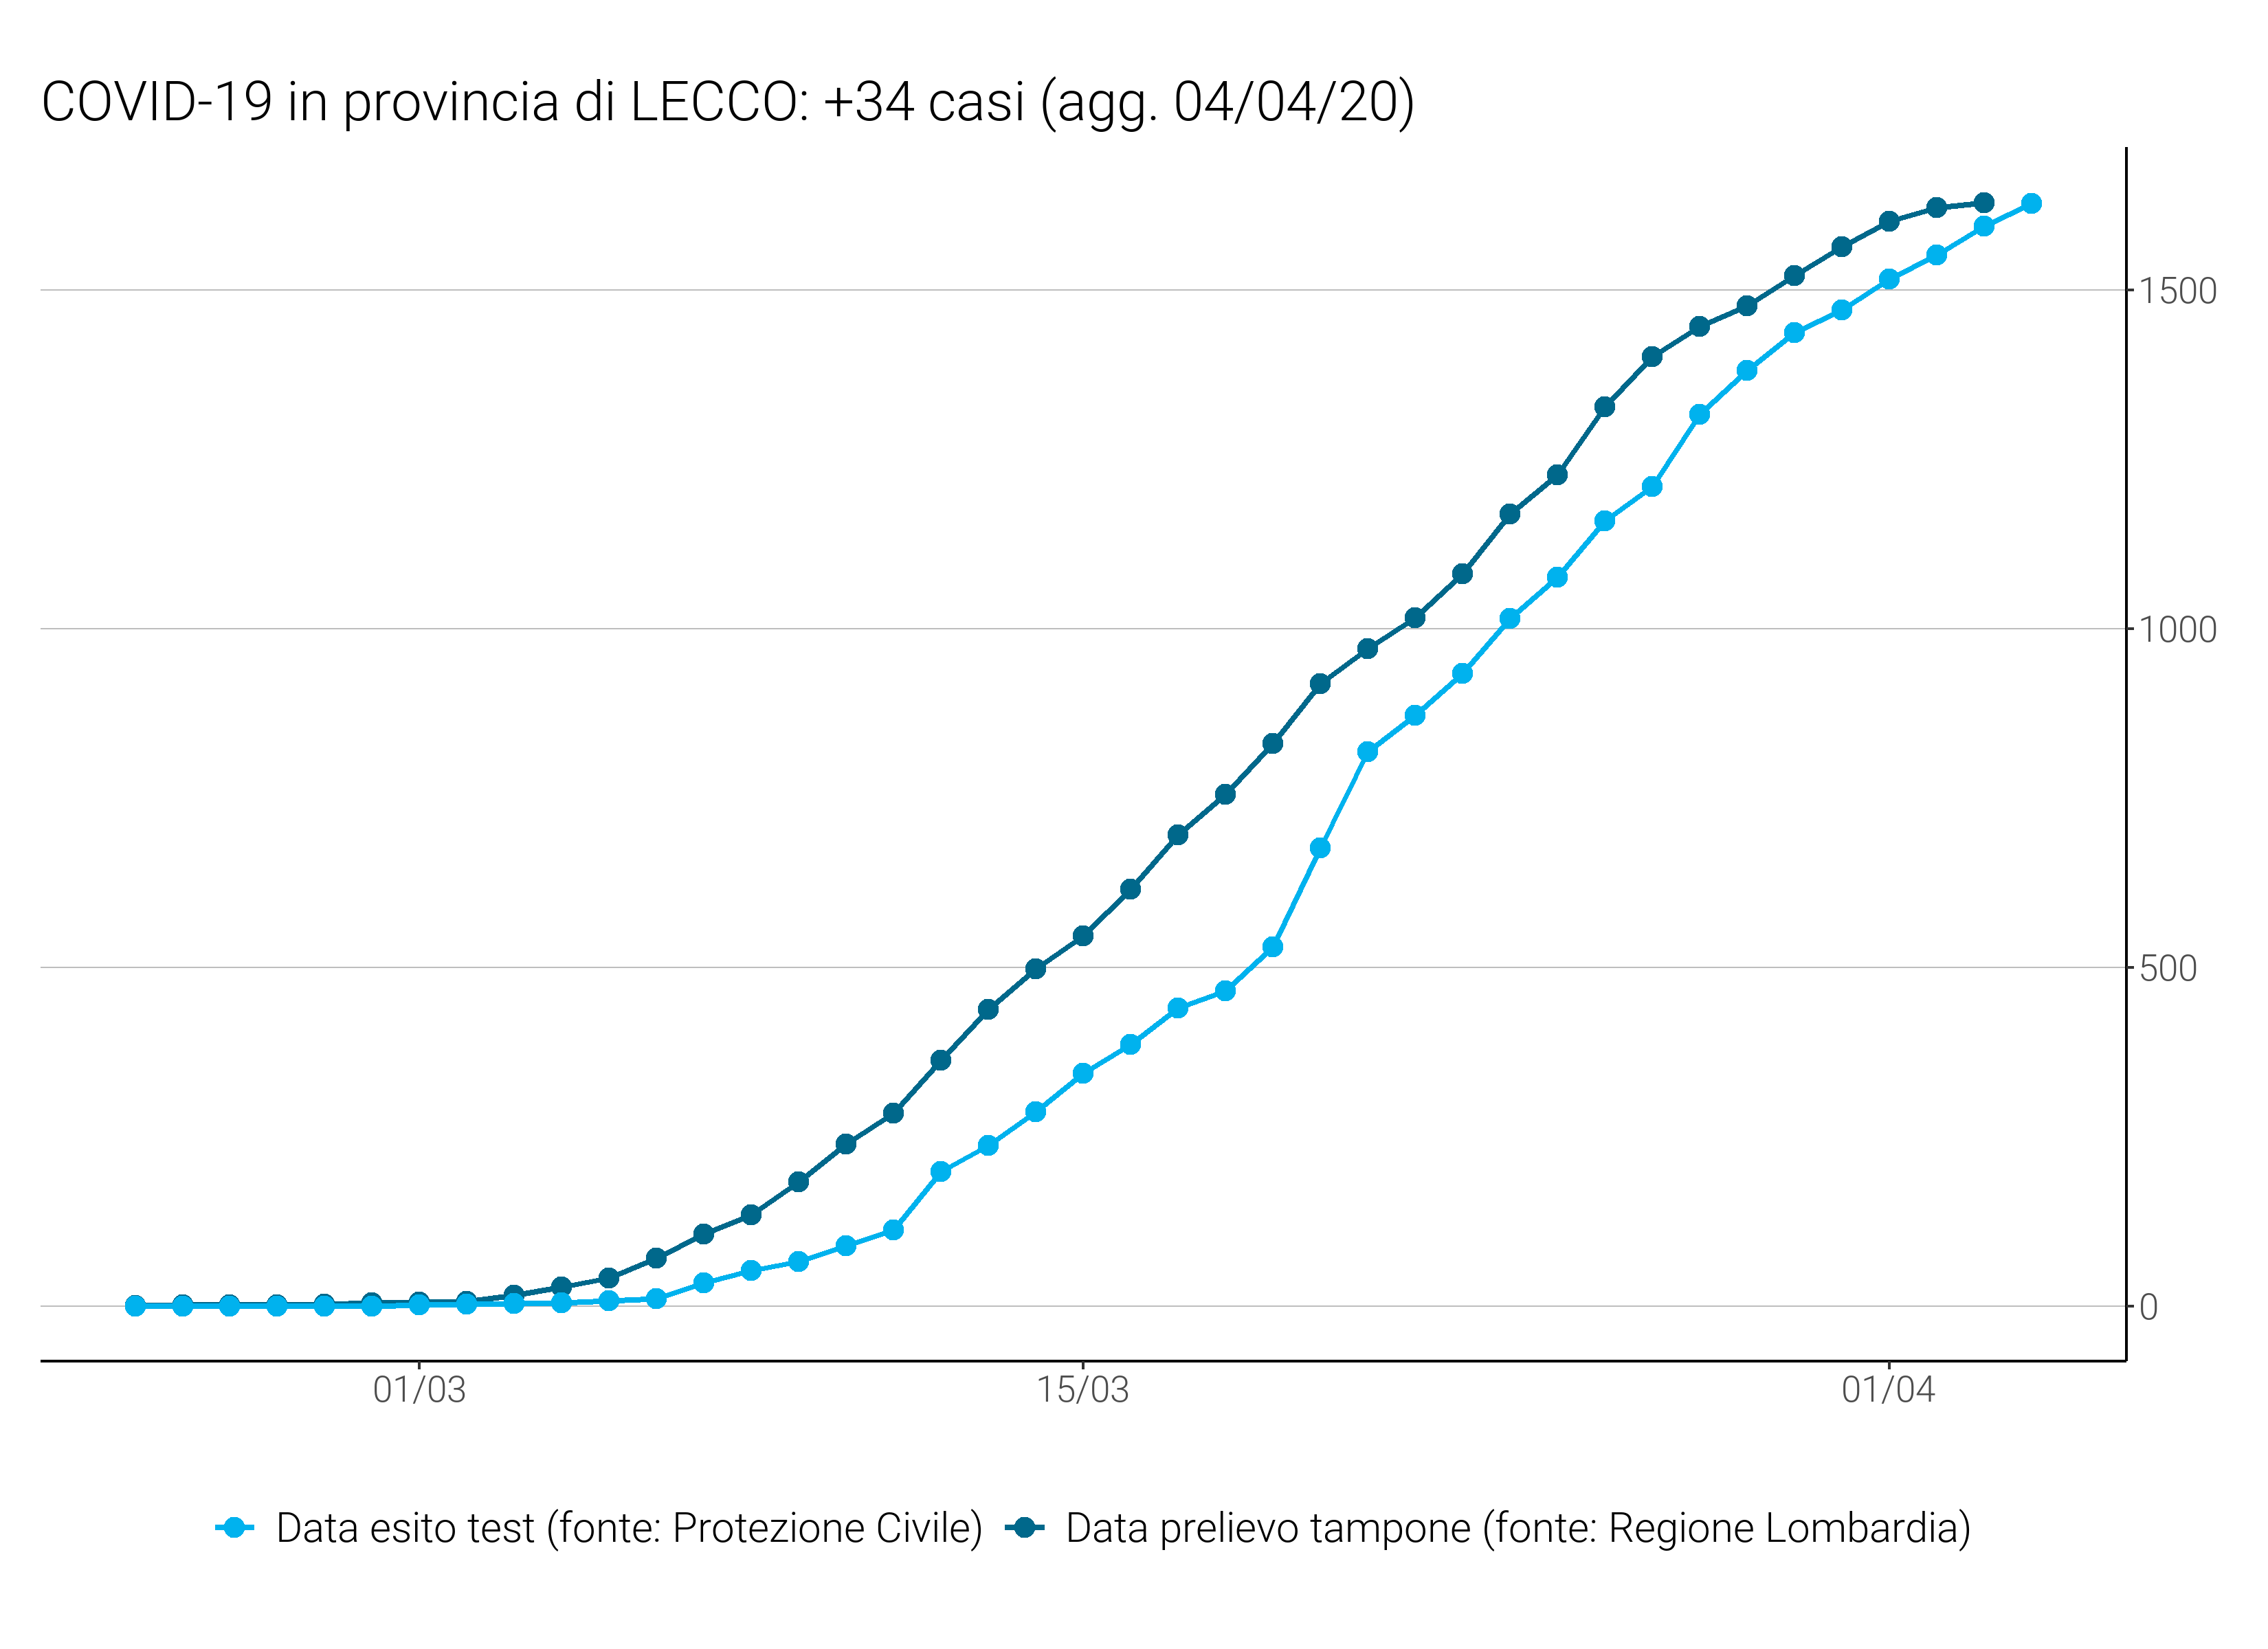 COVID-19 in provincia di LECCO: +34 casi (agg. 04/04/20)
1500
1000
500
0
01/03 15/03 01/04
Data esito test (fonte: Protezione Civile) Data prelievo tampone (fonte: Regione Lombardia)